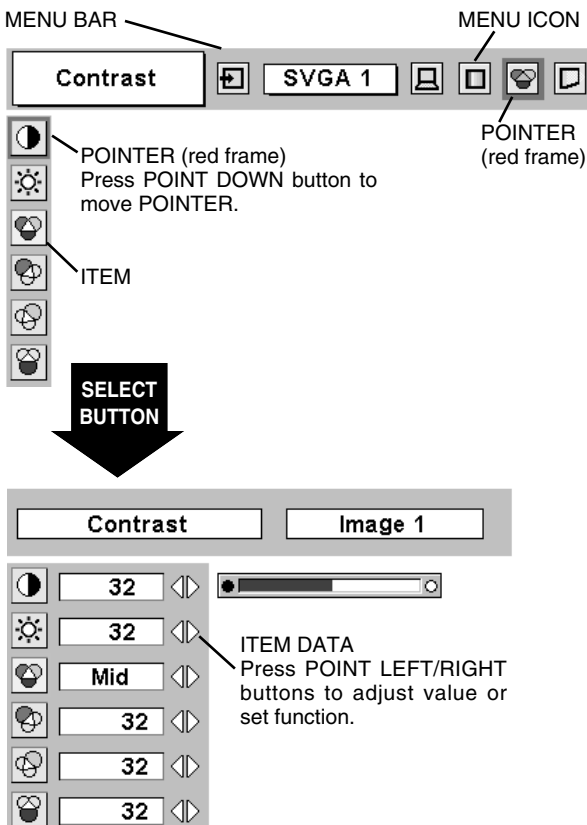 MENU BAR
MENU ICON
Contrast
SVGA 1
POINTER
(red frame)
POINTER (red frame)
Press POINT DOWN button to
move POINTER.
ITEM
SELECT
BUTTON
Contrast
Image 1
32
32
Mid
32
32
32
ITEM DATA
Press POINT LEFT/RIGHT
buttons to adjust value or
set function.